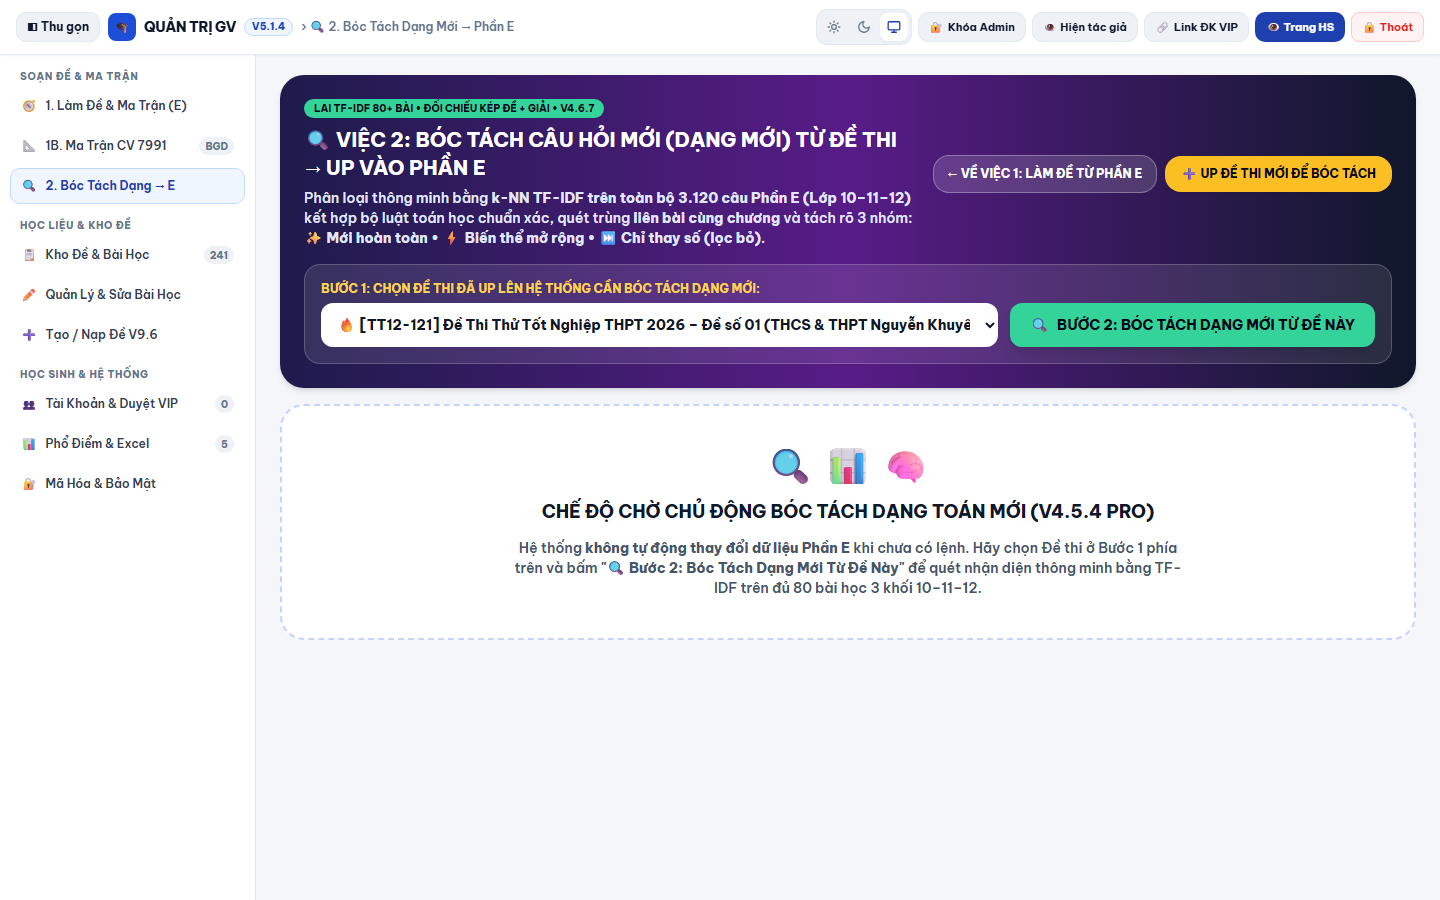 Thu gọn
QUẢN TRỊ GV
V5.1.4
› 2. Bóc Tách Dạng Mới → Phần E
Khóa Admin
Hiện tác giả
Link ĐK VIP
Trang HS
Thoát
SOẠN ĐỀ & MA TRẬN
1. Làm Đề & Ma Trận (E)
1B. Ma Trận CV 7991
BGD
2. Bóc Tách Dạng → E
HỌC LIỆU & KHO ĐỀ
Kho Đề & Bài Học
241
Quản Lý & Sửa Bài Học
Tạo / Nạp Đề V9.6
HỌC SINH & HỆ THỐNG
Tài Khoản & Duyệt VIP
0
Phổ Điểm & Excel
5
Mã Hóa & Bảo Mật
LAI TF-IDF 80+ BÀI • ĐỐI CHIẾU KÉP ĐỀ + GIẢI • V4.6.7
VIỆC 2: BÓC TÁCH CÂU HỎI MỚI (DẠNG MỚI) TỪ ĐỀ THI
→ UP VÀO PHẦN E
Phân loại thông minh bằng k-NN TF-IDF trên toàn bộ 3.120 câu Phần E (Lớp 10-11-12)
kết hợp bộ luật toán học chuẩn xác, quét trùng liên bài cùng chương và tách rõ 3 nhóm:
Mới hoàn toàn • Biến thể mở rộng • Chỉ thay số (lọc bỏ).
← VỀ VIỆC 1: LÀM ĐỀ TỪ PHẦN E
UP ĐỀ THI MỚI ĐỂ BÓC TÁCH
BƯỚC 1: CHỌN ĐỀ THI ĐÃ UP LÊN HỆ THỐNG CẦN BÓC TÁCH DẠNG MỚI:
[TT12-121] Đề Thi Thử Tốt Nghiệp THPT 2026 - Đề số 01 (THCS & THPT Nguyễn Khuyế
BƯỚC 2: BÓC TÁCH DẠNG MỚI TỪ ĐỀ NÀY
CHẾ ĐỘ CHỜ CHỦ ĐỘNG BÓC TÁCH DẠNG TOÁN MỚI (V4.5.4 PRO)
Hệ thống không tự động thay đổi dữ liệu Phần E khi chưa có lệnh. Hãy chọn Đề thi ở Bước 1 phía
trên và bấm " Bước 2: Bóc Tách Dạng Mới Từ Đề Này" để quét nhận diện thông minh bằng TF-
IDF trên đủ 80 bài học 3 khối 10-11-12.